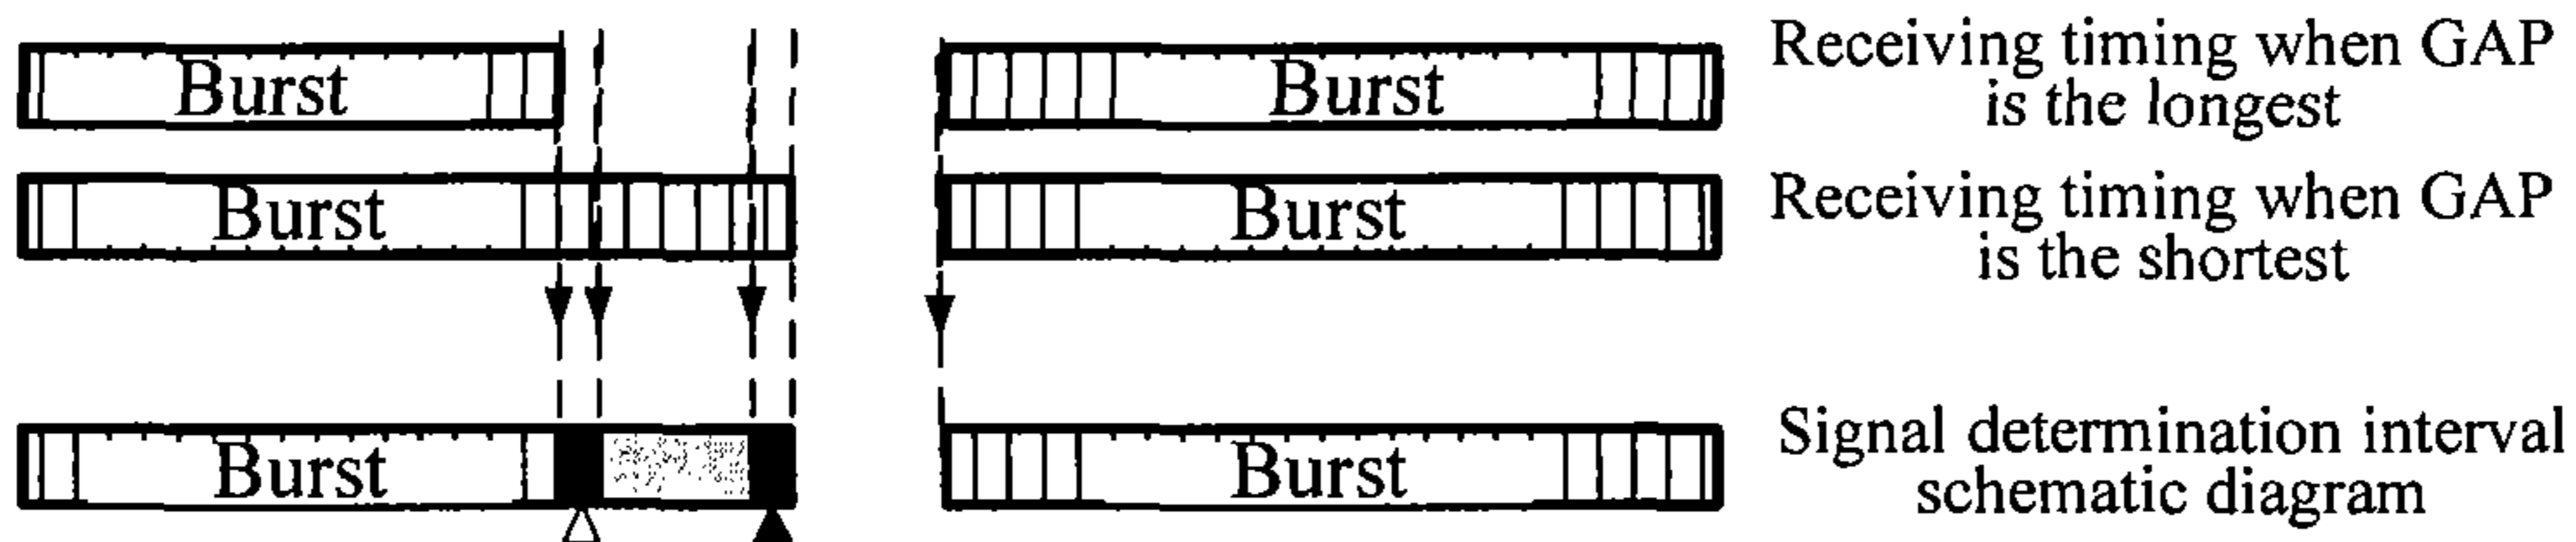 Burst Burst Receiving timing when GAP
is the longest
Burst Burst Receiving timing when GAP
is the shortest
Burst Burst Signal determination interval
schematic diagram